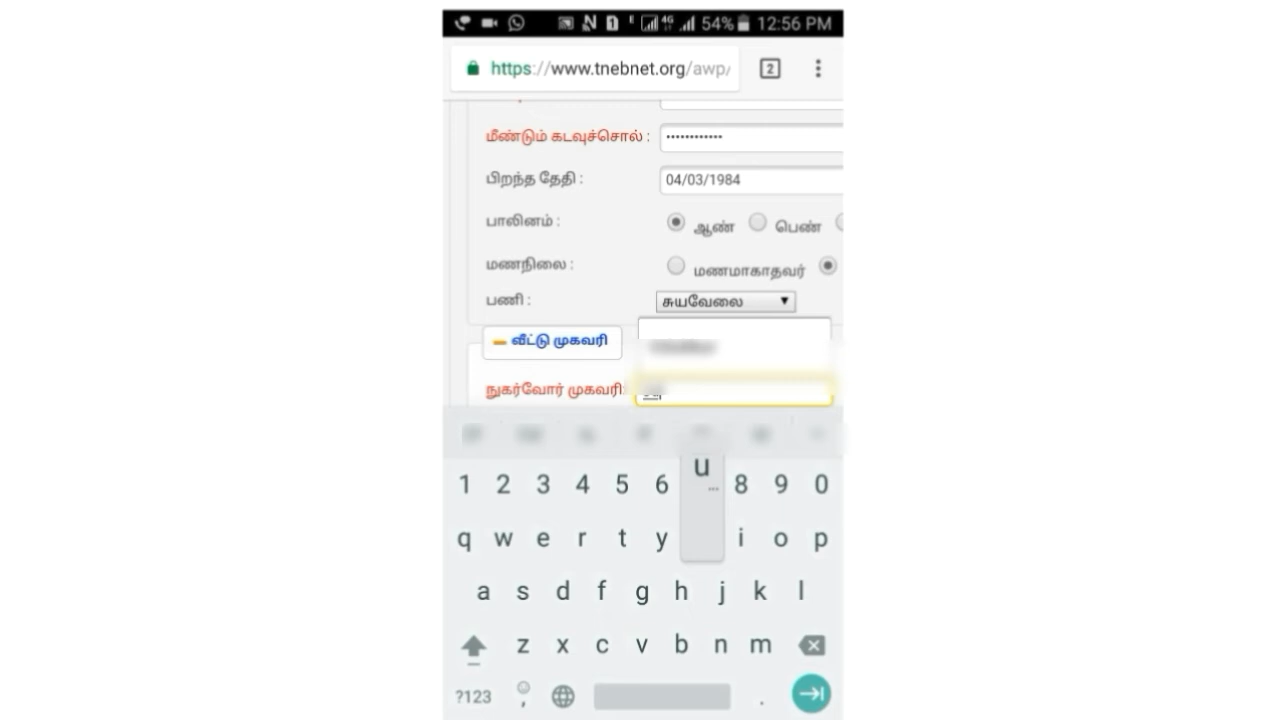 54% 12:56 PM
https://www.tnebnet.org/awp/ 2
மீண்டும் கடவுச்சொல் : ••••••••••••
பிறந்த தேதி : 04/03/1984
பாலினம் : ஆண் பெண்
மணநிலை : மணமாகாதவர்
பணி : சுயவேலை
வீட்டு முகவரி
நுகர்வோர் முகவரி:
1 2 3 4 5 6 u 8 9 0
q w e r t y i o p
a s d f g h j k l
z x c v b n m
?123 , .